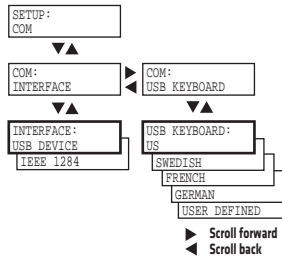 SETUP:
COM
COM:
INTERFACE
COM:
USB KEYBOARD
INTERFACE:
USB DEVICE
IEEE 1284
USB KEYBOARD:
US
SWEDISH
FRENCH
GERMAN
USER DEFINED
Scroll forward
Scroll back